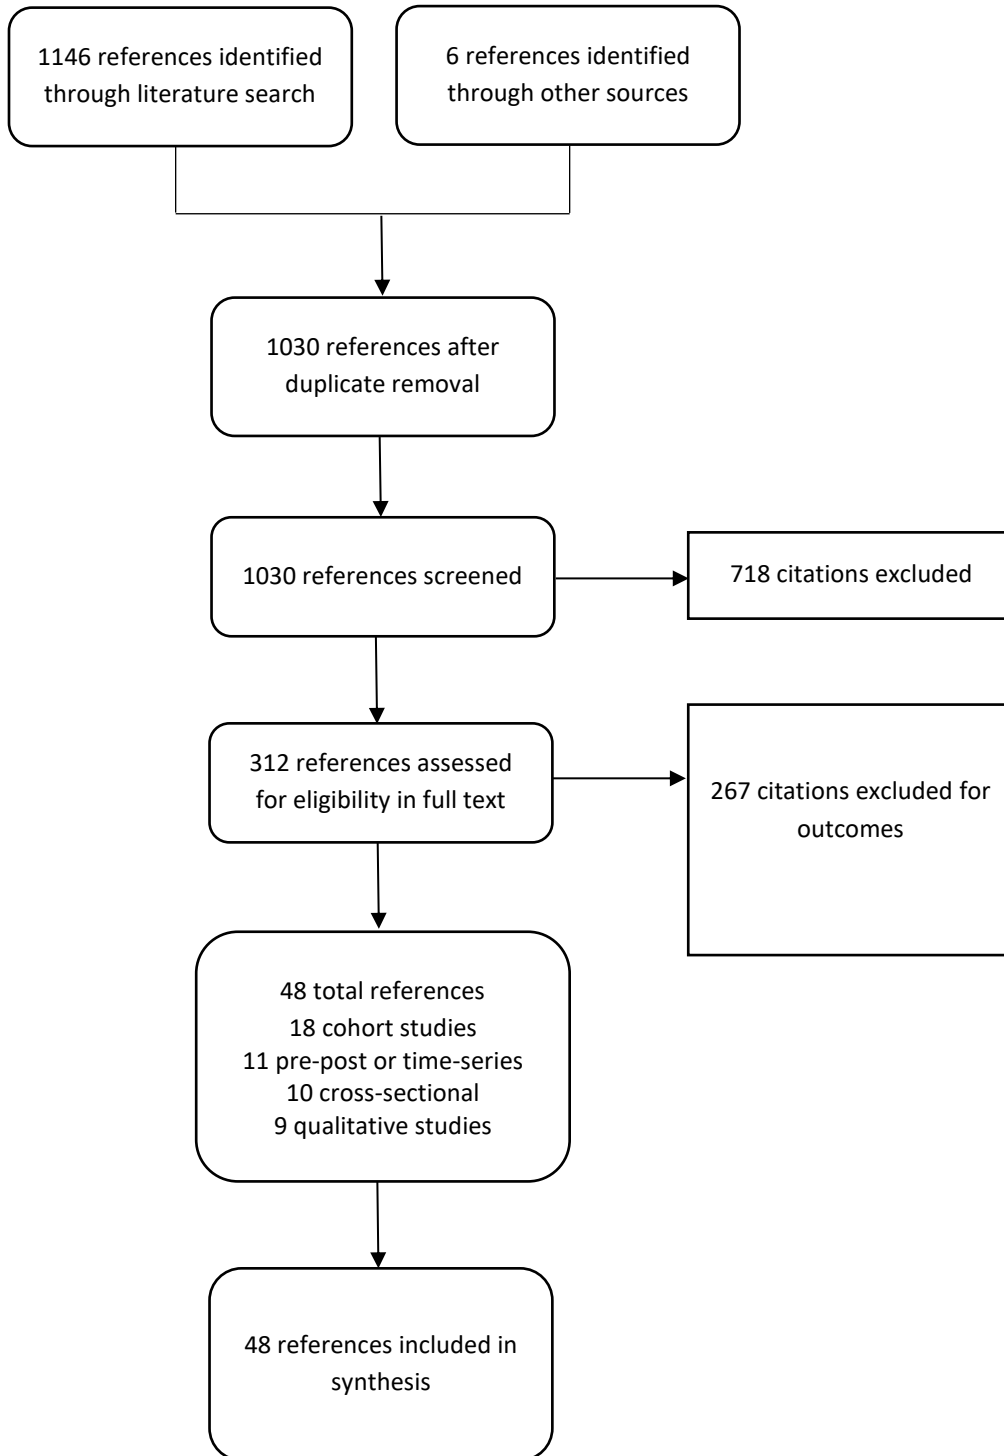 1146 references identified
through literature search
6 references identified
through other sources
1030 references after
duplicate removal
1030 references screened
718 citations excluded
312 references assessed
for eligibility in full text
267 citations excluded for
outcomes
48 total references
18 cohort studies
11 pre-post or time-series
10 cross-sectional
9 qualitative studies
48 references included in
synthesis